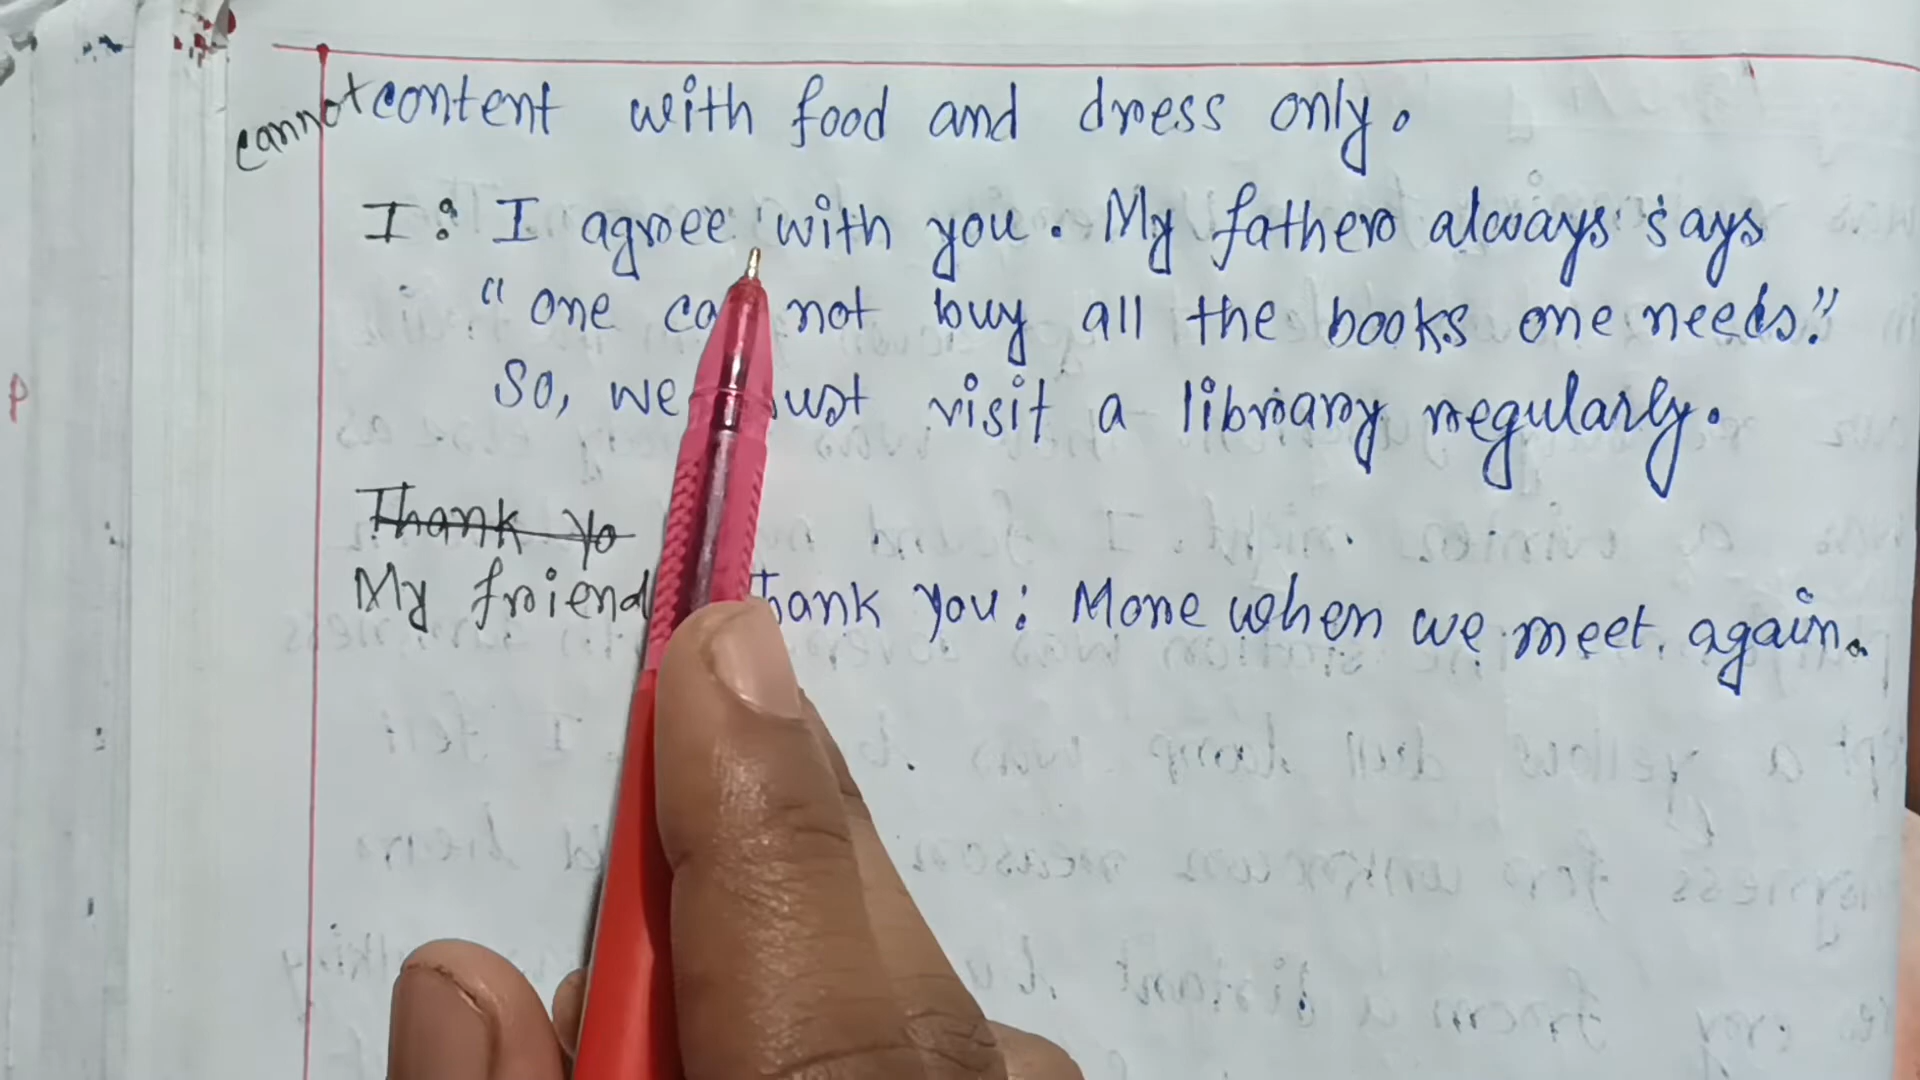 cannot content with food and dress only.
I: I agree with you. My father always says
"one ca not buy all the books one needs."
So, we ust visit a library regularly.
Thank Yo
My friend hank you: More when we meet again.